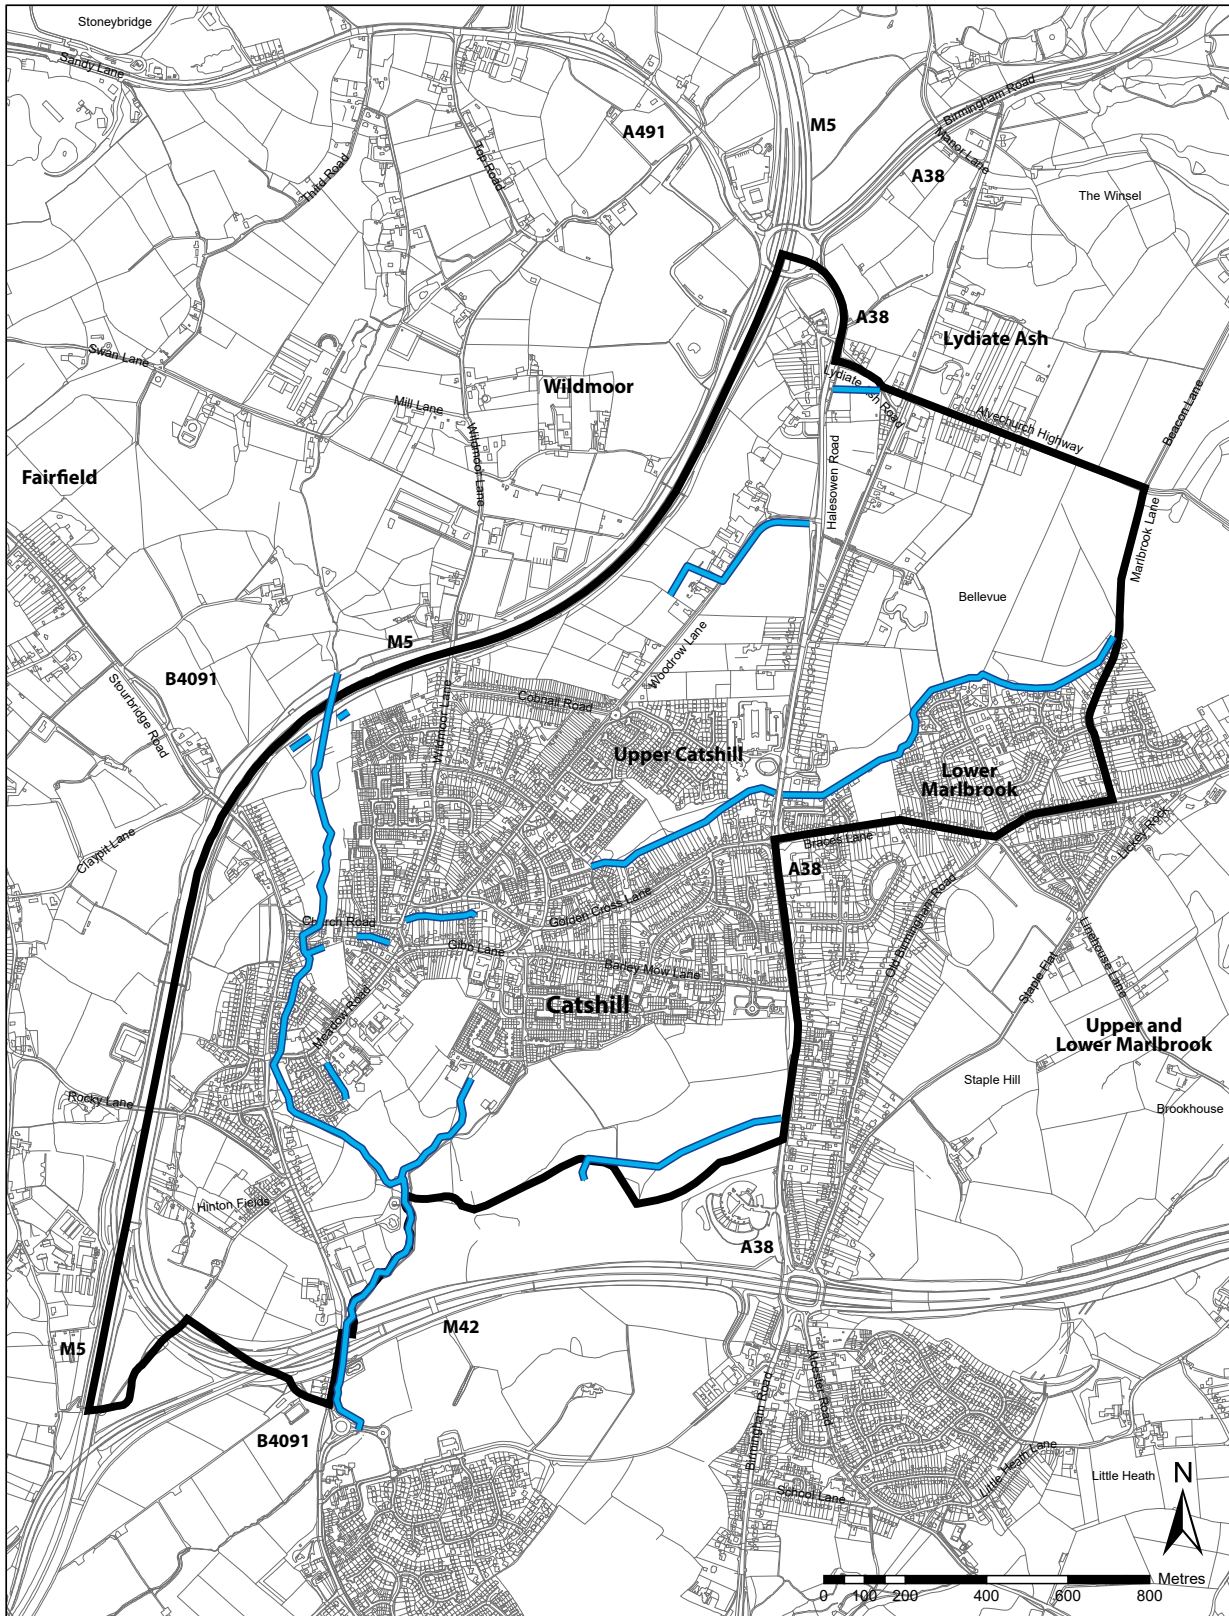 Stoneybridge
Sandy Lane
A491
M5
Birmingham Road
Manor Lane
A38
The Winsel
Third Road
Top Road
A38
Lydiate Ash
Swan Lane
Wildmoor
Lydiate Ash Road
Mill Lane
Alvechurch Highway
Beacon Lane
Wildmoor Lane
Fairfield
Halesowen Road
Marlbrook Lane
Bellevue
M5
B4091
Stourbridge Road
Woodrow Lane
Cobnall Road
Wildmoor Lane
Upper Catshill
Lower
Marlbrook
Claypit Lane
Braces Lane
Lickey Rock
A38
Golden Cross Lane
Church Road
Gibb Lane
Barley Mow Lane
Old Birmingham Road
Linehouse Lane
Staple Flat
Catshill
Meadow Road
Upper and
Lower Marlbrook
Staple Hill
Rocky Lane
Brookhouse
Hinton Fields
A38
M42
M5
B4091
Birmingham Road
Alcester Road
Little Heath Lane
Little Heath
School Lane
N
Metres
0 100 200 400 600 800